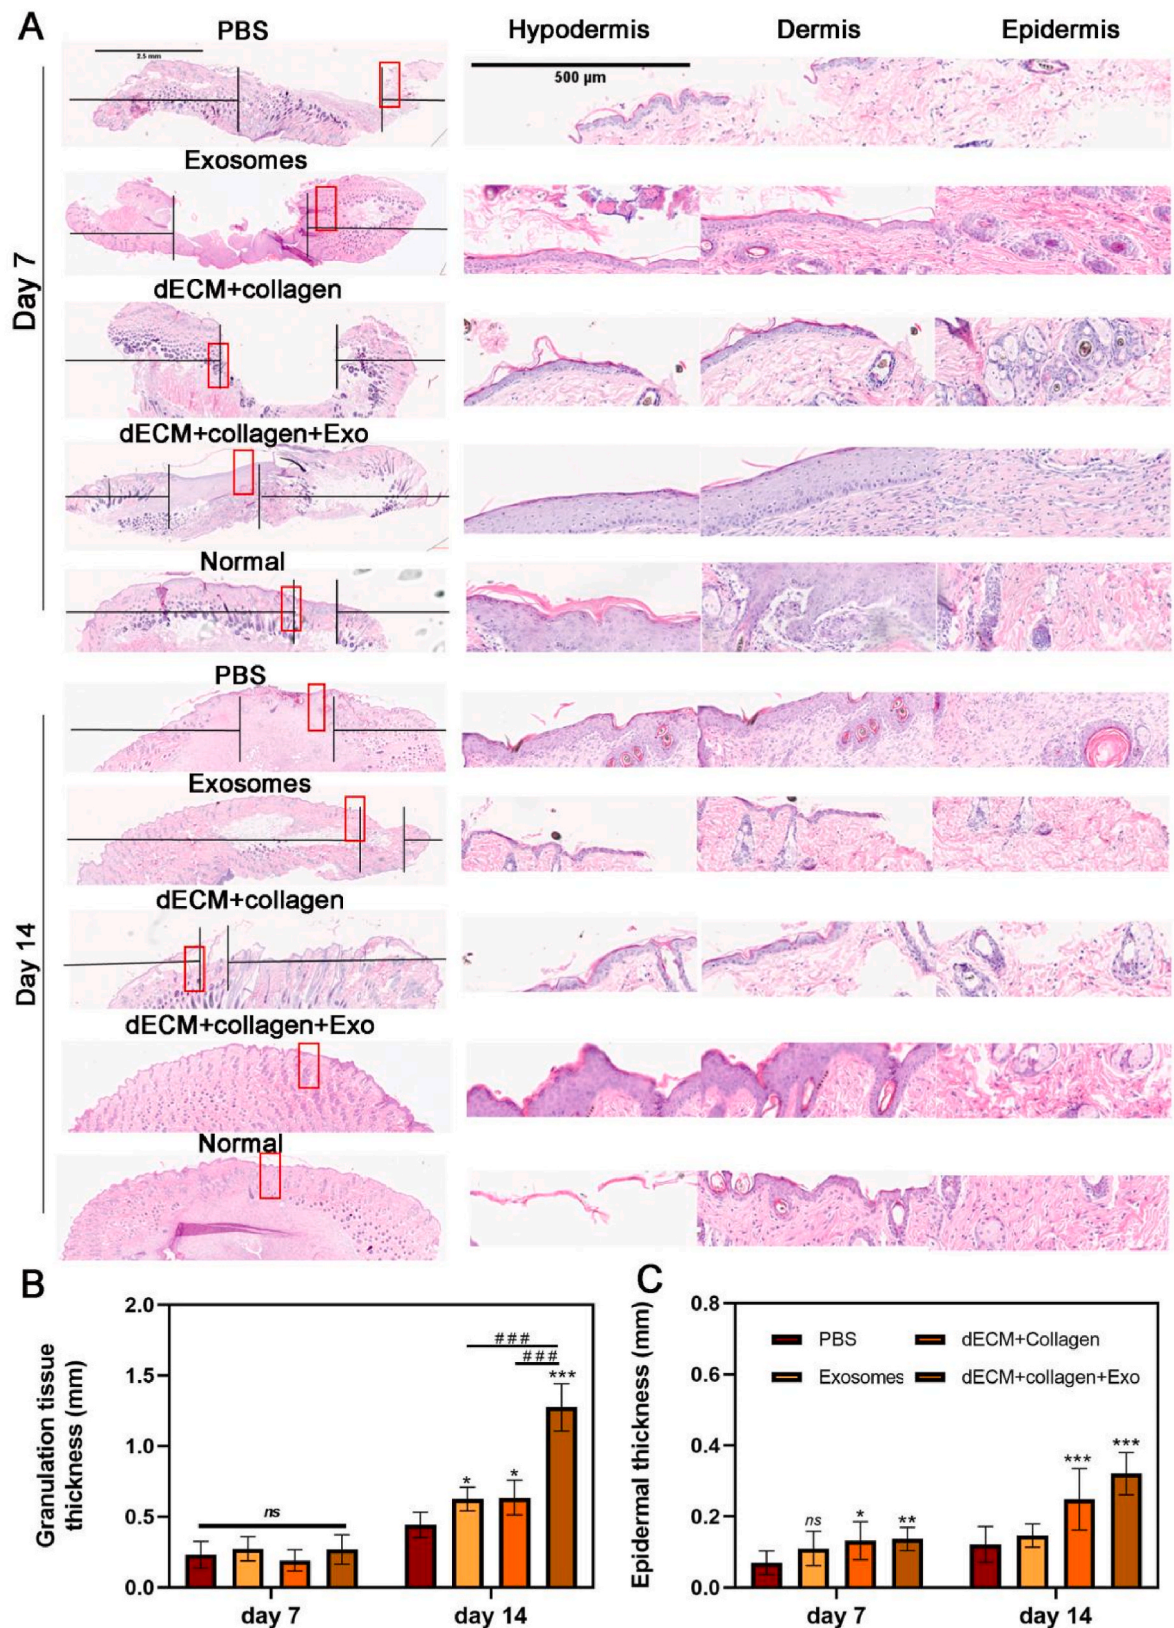 A
PBS
Hypodermis
Dermis
Epidermis
2.5 mm
500 µm
Day 7
Exosomes
dECM+collagen
dECM+collagen+Exo
Normal
Day 14
PBS
Exosomes
dECM+collagen
dECM+collagen+Exo
Normal
B
Granulation tissue
thickness (mm)
2.0
1.5
1.0
0.5
0.0
ns
*
*
***
###
###
day 7
day 14
C
Epidermal thickness (mm)
0.8
0.6
0.4
0.2
0.0
PBS
dECM+Collagen
Exosomes
dECM+collagen+Exo
ns
*
**
***
***
day 7
day 14